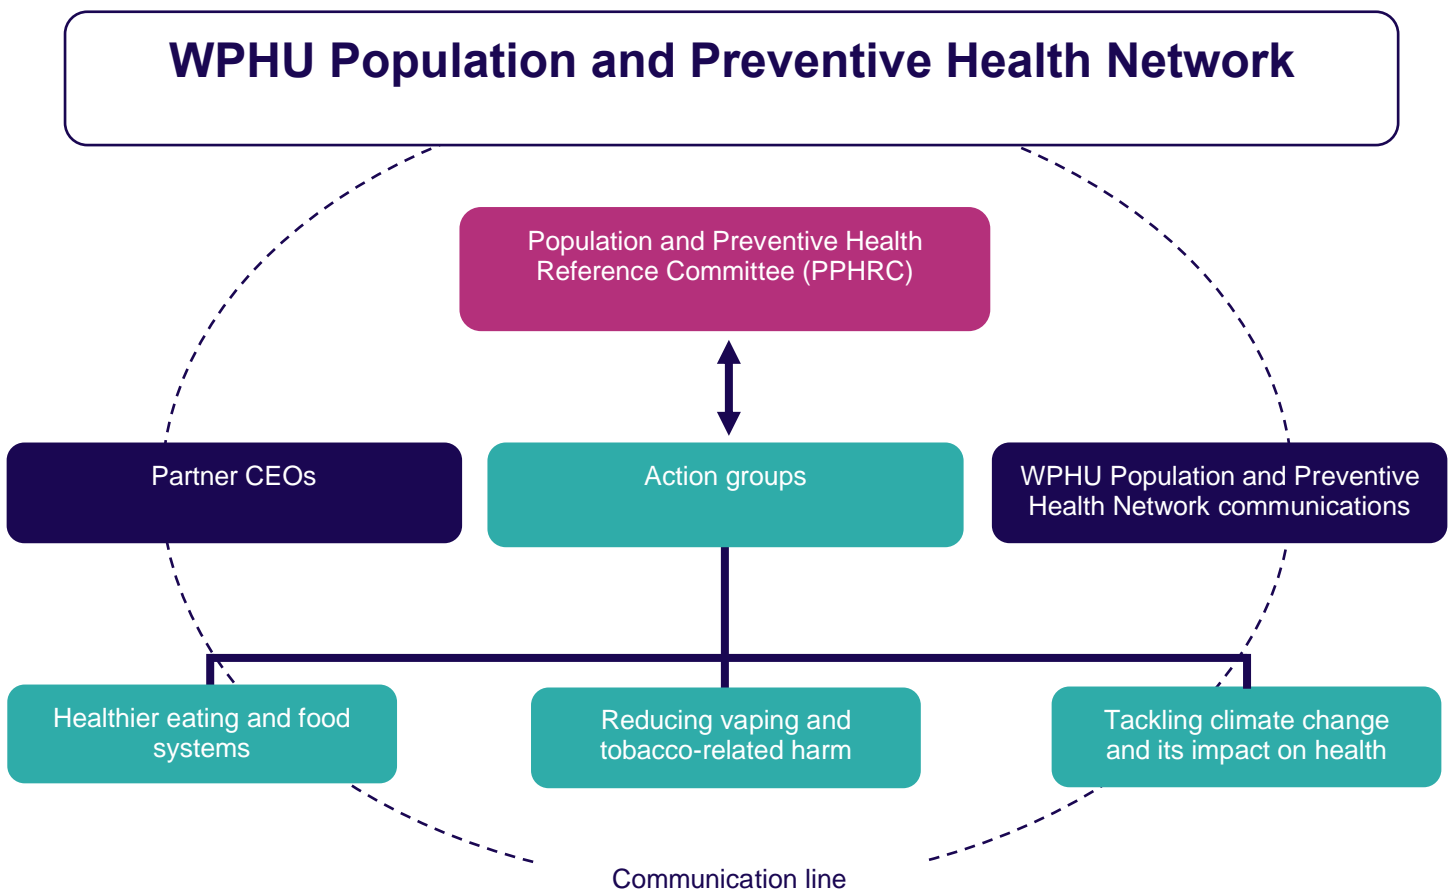 WPHU Population and Preventive Health Network
Population and Preventive Health
Reference Committee (PPHRC)
Partner CEOs
Action groups
WPHU Population and Preventive
Health Network communications
Healthier eating and food
systems
Reducing vaping and
tobacco-related harm
Tackling climate change
and its impact on health
Communication line